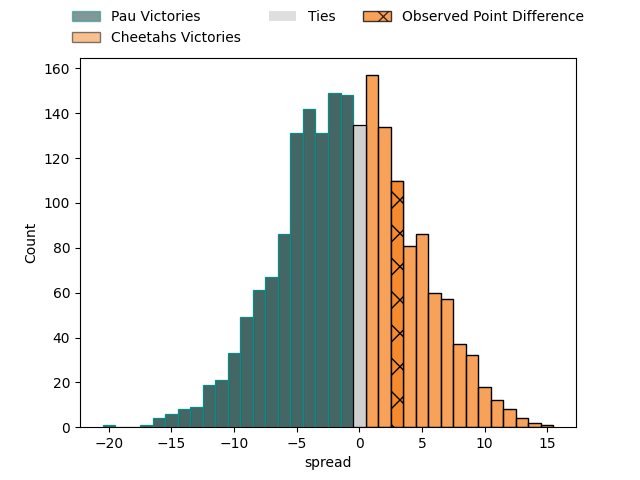 Pau Victories
Cheetahs Victories
Ties
Observed Point Difference
160
140
120
100
80
60
40
20
0
Count
−20
−15
−10
−5
0
5
10
15
spread